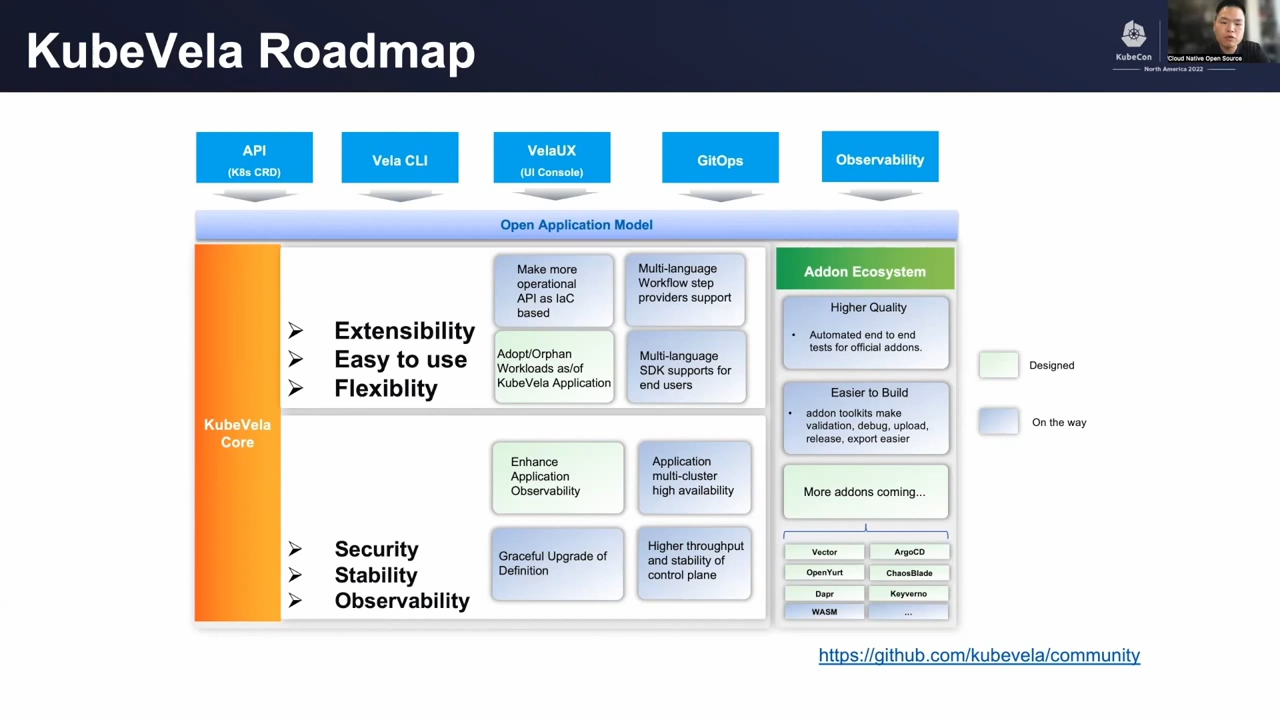 KubeVela Roadmap
KubeCon
North America 2022
Cloud Native Open Source
API
(K8s CRD)
Vela CLI
VelaUX
(UI Console)
GitOps
Observability
Open Application Model
KubeVela
Core
➢ Extensibility
➢ Easy to use
➢ Flexiblity
Make more
operational
API as IaC
based
Multi-language
Workflow step
providers support
Adopt/Orphan
Workloads as/of
KubeVela Application
Multi-language
SDK supports for
end users
➢ Security
➢ Stability
➢ Observability
Enhance
Application
Observability
Application
multi-cluster
high availability
Graceful Upgrade of
Definition
Higher throughput
and stability of
control plane
Addon Ecosystem
Higher Quality
• Automated end to end
tests for official addons.
Easier to Build
• addon toolkits make
validation, debug, upload,
release, export easier
More addons coming...
Vector
ArgoCD
OpenYurt
ChaosBlade
Dapr
Keyverno
WASM
...
Designed
On the way
https://github.com/kubevela/community